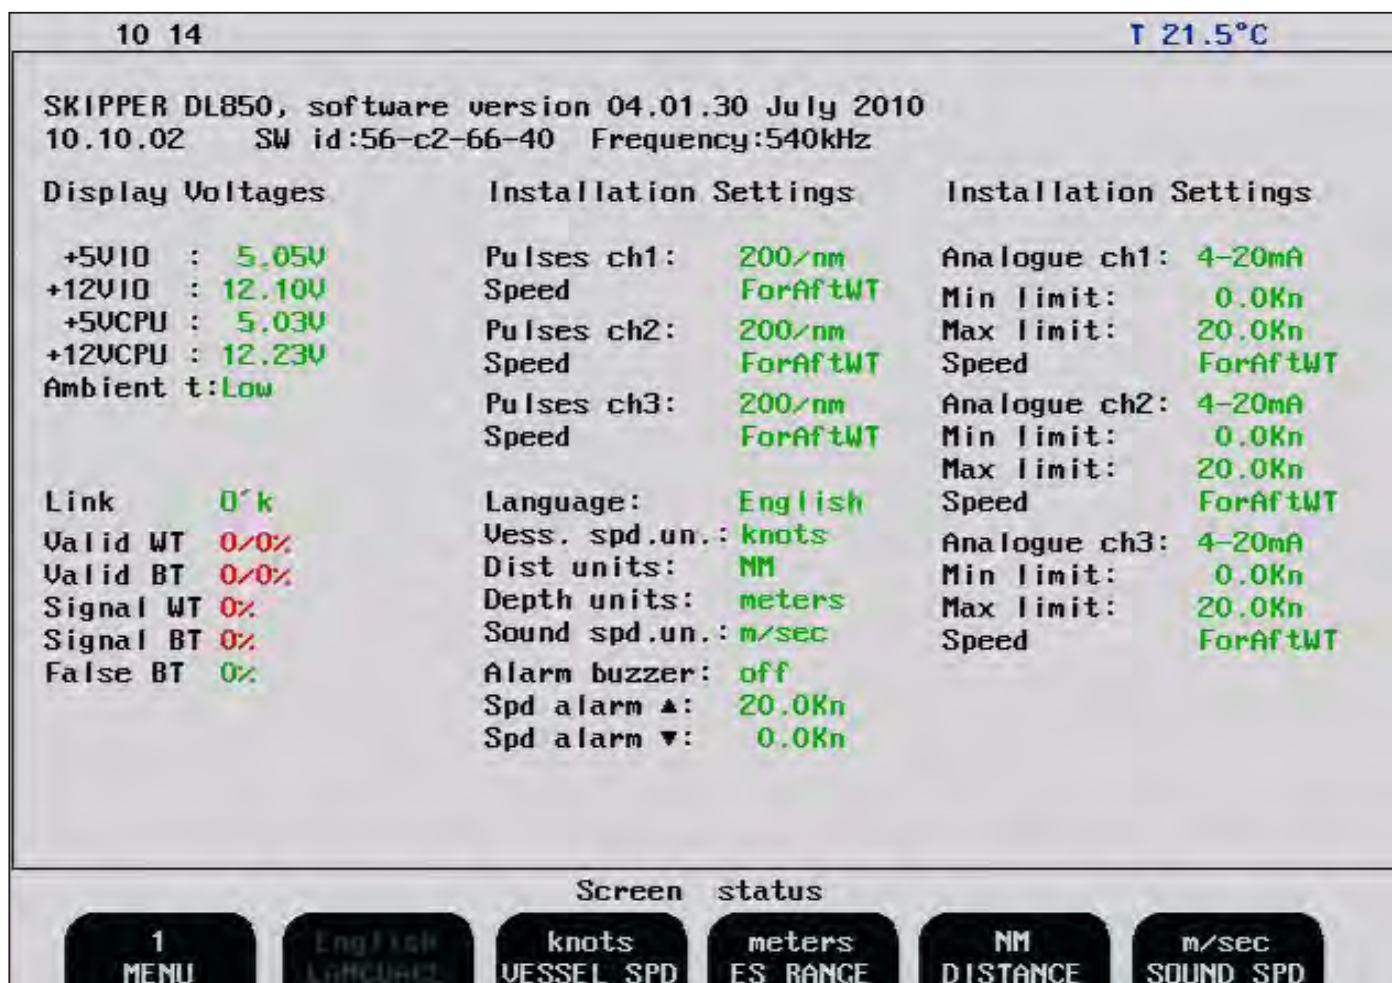 10 14
T 21.5°C
SKIPPER DL850, software version 04.01.30 July 2010
10.10.02 SW id:56-c2-66-40 Frequency:540kHz
Display Voltages
+5VIO : 5.05V
+12VIO : 12.10V
+5VCPU : 5.03V
+12VCPU : 12.23V
Ambient t:Low
Link O´k
Valid WT 0/0%
Valid BT 0/0%
Signal WT 0%
Signal BT 0%
False BT 0%
Installation Settings
Pulses ch1: 200/nm
Speed ForAftWT
Pulses ch2: 200/nm
Speed ForAftWT
Pulses ch3: 200/nm
Speed ForAftWT
Language: English
Vess. spd.un.: knots
Dist units: NM
Depth units: meters
Sound spd.un.: m/sec
Alarm buzzer: off
Spd alarm ▲: 20.0Kn
Spd alarm ▼: 0.0Kn
Installation Settings
Analogue ch1: 4-20mA
Min limit: 0.0Kn
Max limit: 20.0Kn
Speed ForAftWT
Analogue ch2: 4-20mA
Min limit: 0.0Kn
Max limit: 20.0Kn
Speed ForAftWT
Analogue ch3: 4-20mA
Min limit: 0.0Kn
Max limit: 20.0Kn
Speed ForAftWT
Screen status
1
MENU
English
LANGUAGE
knots
VESSEL SPD
meters
ES RANGE
NM
DISTANCE
m/sec
SOUND SPD